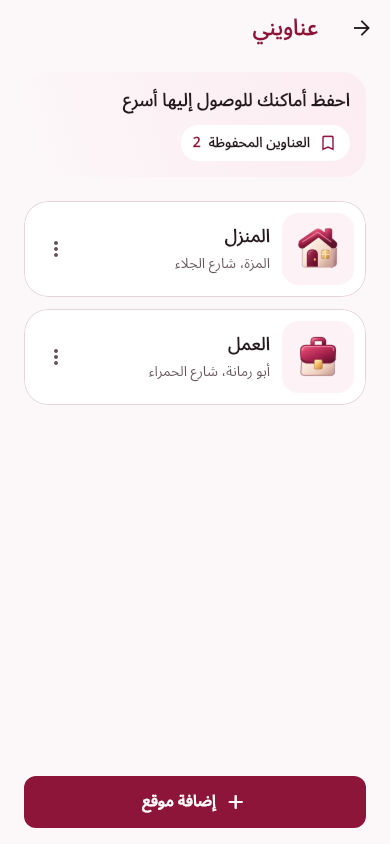 عناويني
احفظ أماكنك للوصول إليها أسرع
العناوين المحفوظة 2
المنزل
المزة، شارع الجلاء
العمل
أبو رمانة، شارع الحمراء
إضافة موقع